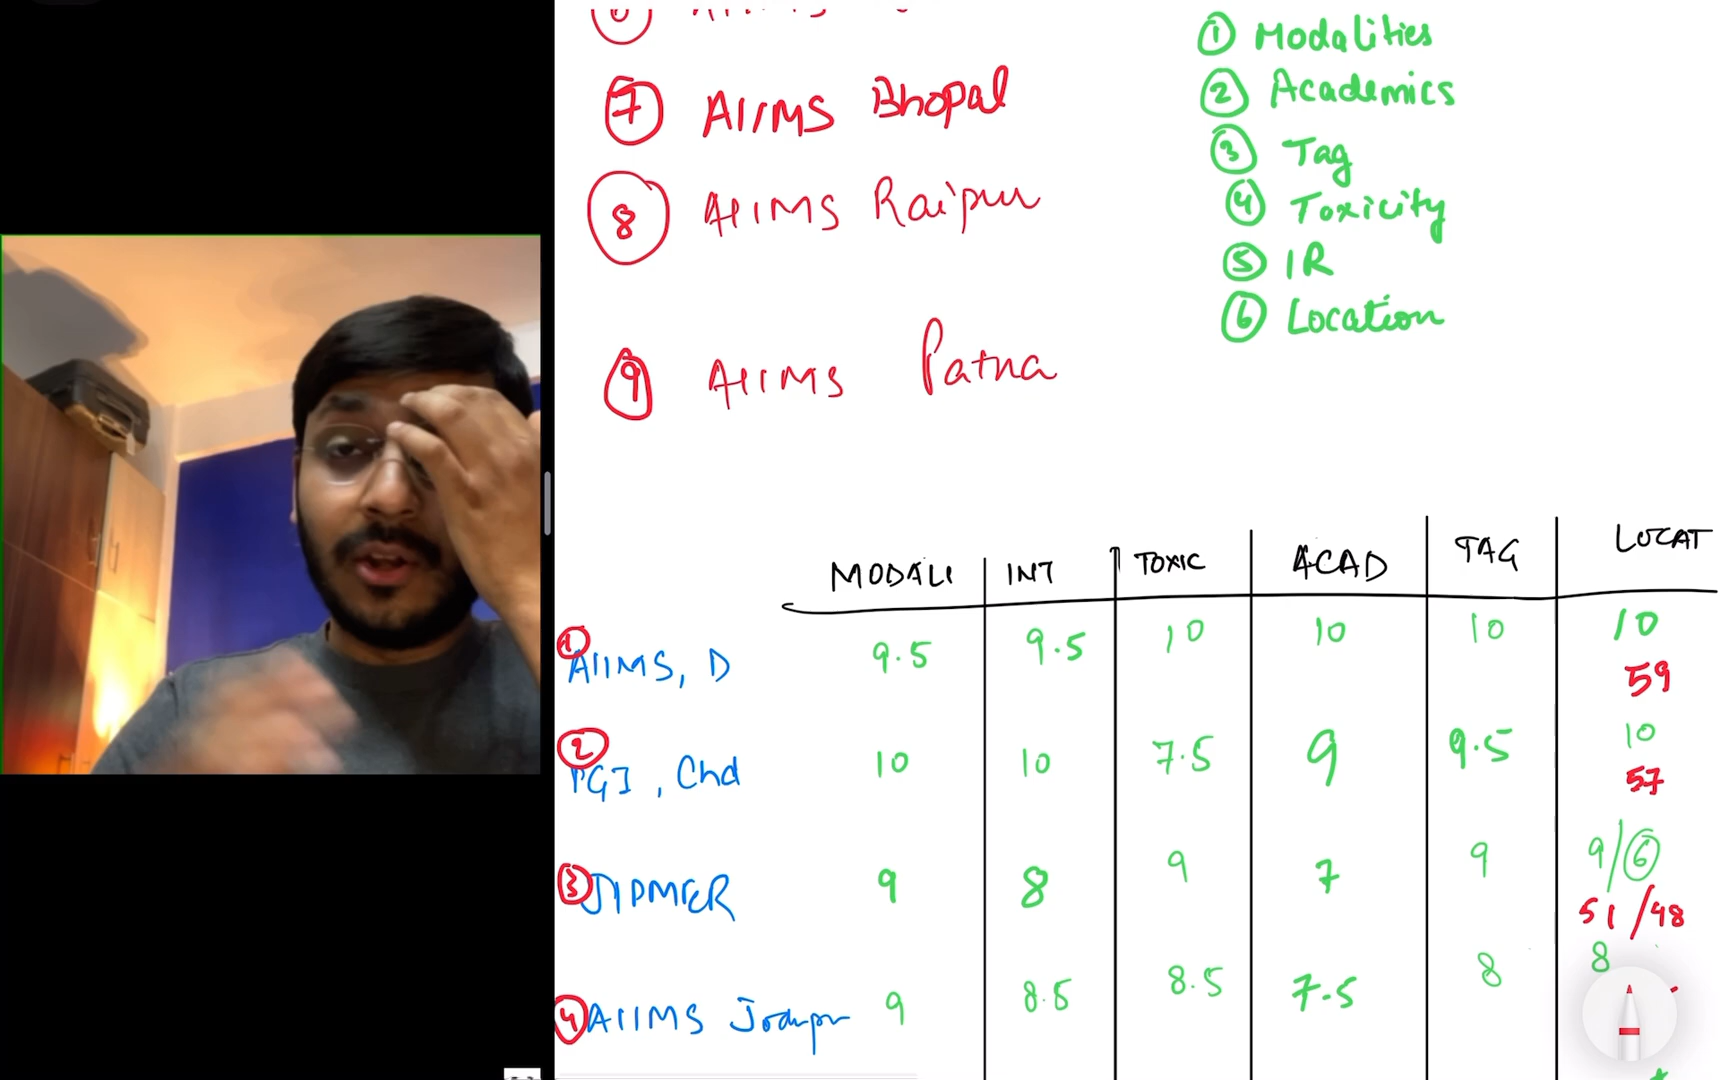 7 AIIMS Bhopal
8 AIIMS Raipur
9 AIIMS Patna
1 Modalities
2 Academics
3 Tag
4 Toxicity
5 IR
6 Location
MODALI INT ↑ TOXIC ACAD TAG LOCAT
1 AIIMS, D 9.5 9.5 10 10 10 10
59
2 PGI, Chd 10 10 7.5 9 9.5 10
57
3 JIPMER 9 8 9 7 9 9/6
51/48
4 AIIMS Jodhpur 9 8.5 8.5 7.5 8 8